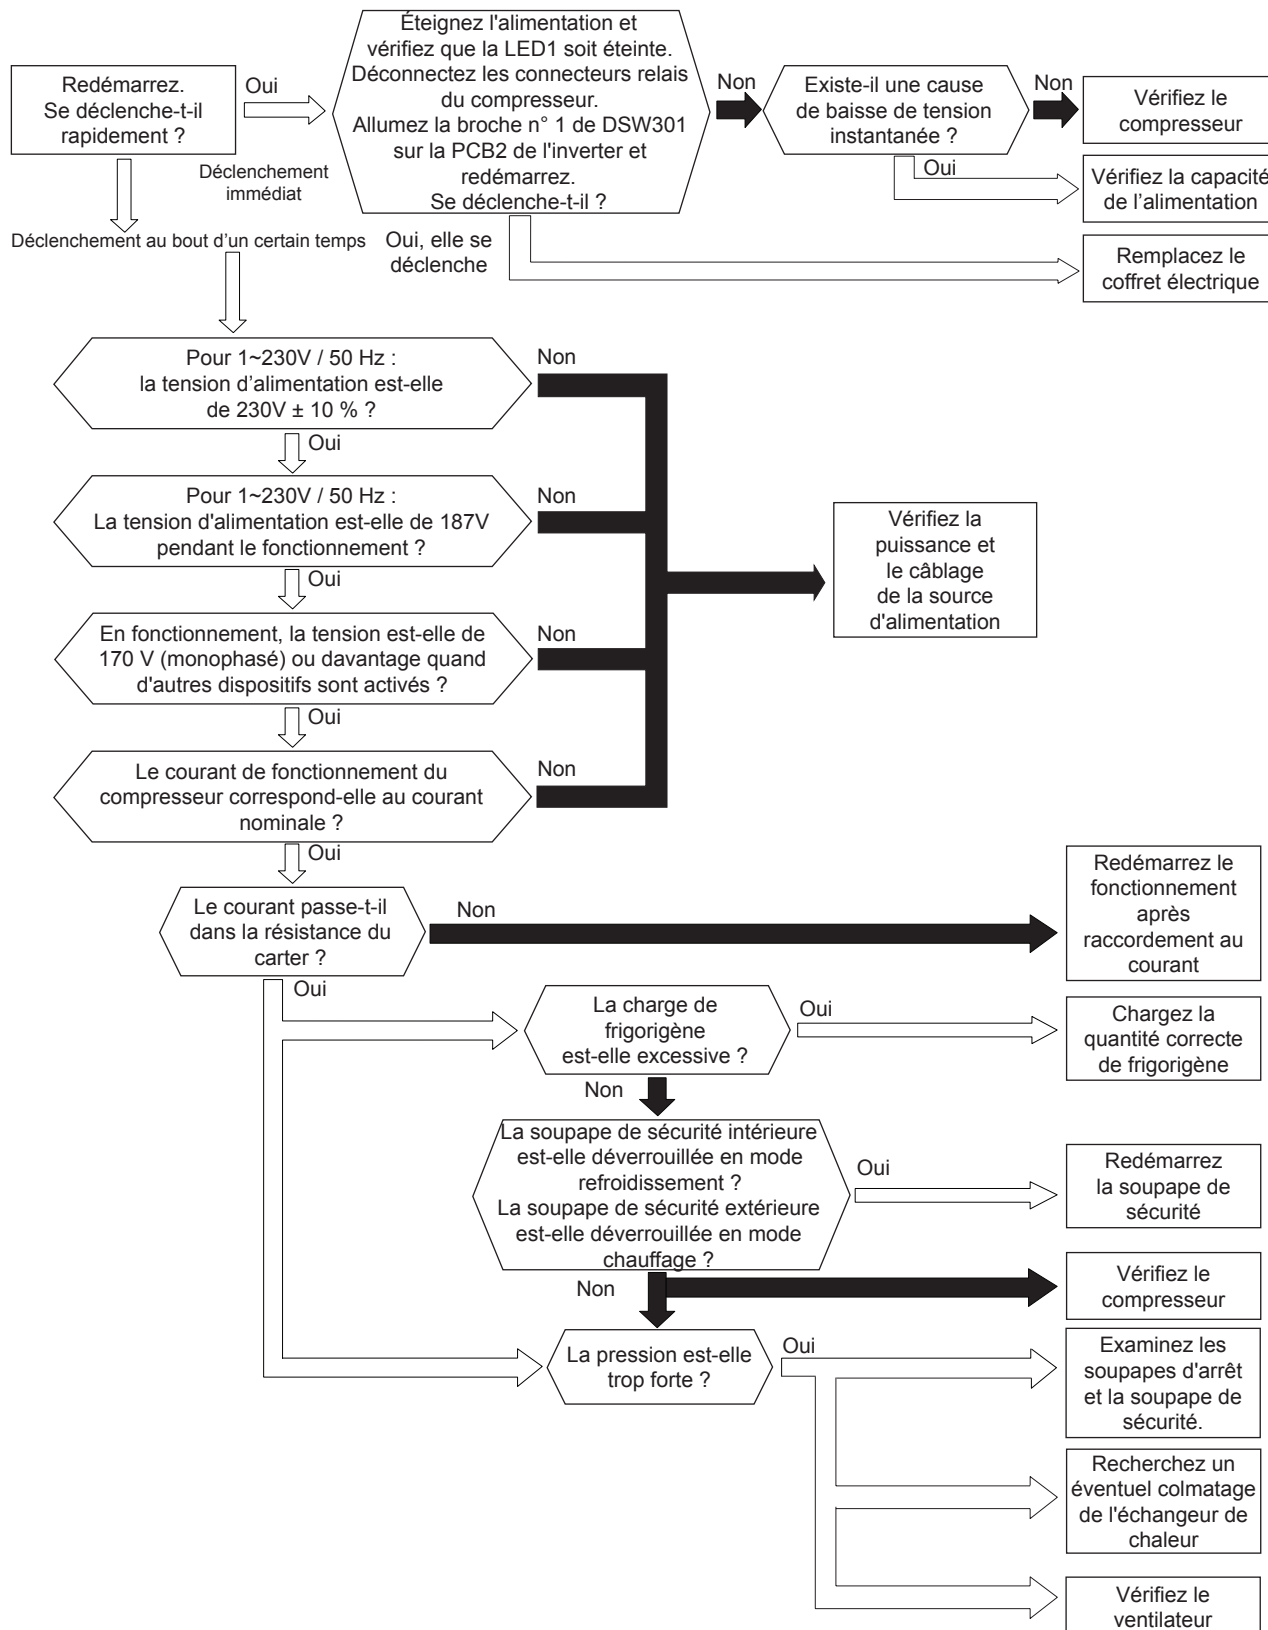 Redémarrez.
Se déclenche-t-il
rapidement ?
Oui
Déclenchement
immédiat
Éteignez l'alimentation et
vérifiez que la LED1 soit éteinte.
Déconnectez les connecteurs relais
du compresseur.
Allumez la broche n° 1 de DSW301
sur la PCB2 de l'inverter et
redémarrez.
Se déclenche-t-il ?
Non
Existe-il une cause
de baisse de tension
instantanée ?
Non
Vérifiez le
compresseur
Oui
Vérifiez la capacité
de l’alimentation
Déclenchement au bout d’un certain temps
Oui, elle se
déclenche
Remplacez le
coffret électrique
Pour 1~230V / 50 Hz :
la tension d’alimentation est-elle
de 230V ± 10 % ?
Non
Oui
Pour 1~230V / 50 Hz :
La tension d'alimentation est-elle de 187V
pendant le fonctionnement ?
Non
Vérifiez la
puissance et
le câblage
de la source
d'alimentation
Oui
En fonctionnement, la tension est-elle de
170 V (monophasé) ou davantage quand
d'autres dispositifs sont activés ?
Non
Oui
Le courant de fonctionnement du
compresseur correspond-elle au courant
nominale ?
Non
Oui
Le courant passe-t-il
dans la résistance du
carter ?
Non
Redémarrez le
fonctionnement
après
raccordement au
courant
Oui
La charge de
frigorigène
est-elle excessive ?
Oui
Chargez la
quantité correcte
de frigorigène
Non
La soupape de sécurité intérieure
est-elle déverrouillée en mode
refroidissement ?
La soupape de sécurité extérieure
est-elle déverrouillée en mode
chauffage ?
Oui
Redémarrez
la soupape de
sécurité
Non
Vérifiez le
compresseur
La pression est-elle
trop forte ?
Oui
Examinez les
soupapes d'arrêt
et la soupape de
sécurité.
Recherchez un
éventuel colmatage
de l'échangeur de
chaleur
Vérifiez le
ventilateur